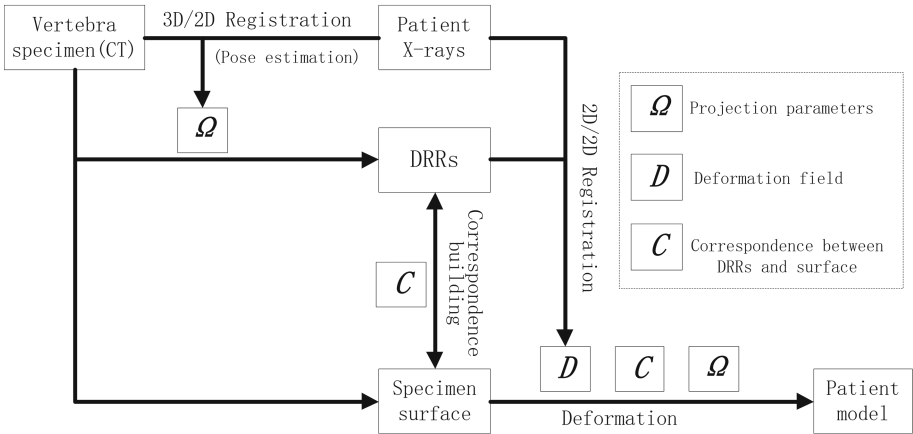 Vertebra
specimen(CT)
3D/2D Registration
(Pose estimation)
Patient
X-rays
Ω
DRRs
2D/2D Registration
Ω
Projection parameters
D
Deformation field
C
Correspondence between
DRRs and surface
Correspondence
building
C
Specimen
surface
D
C
Ω
Deformation
Patient
model